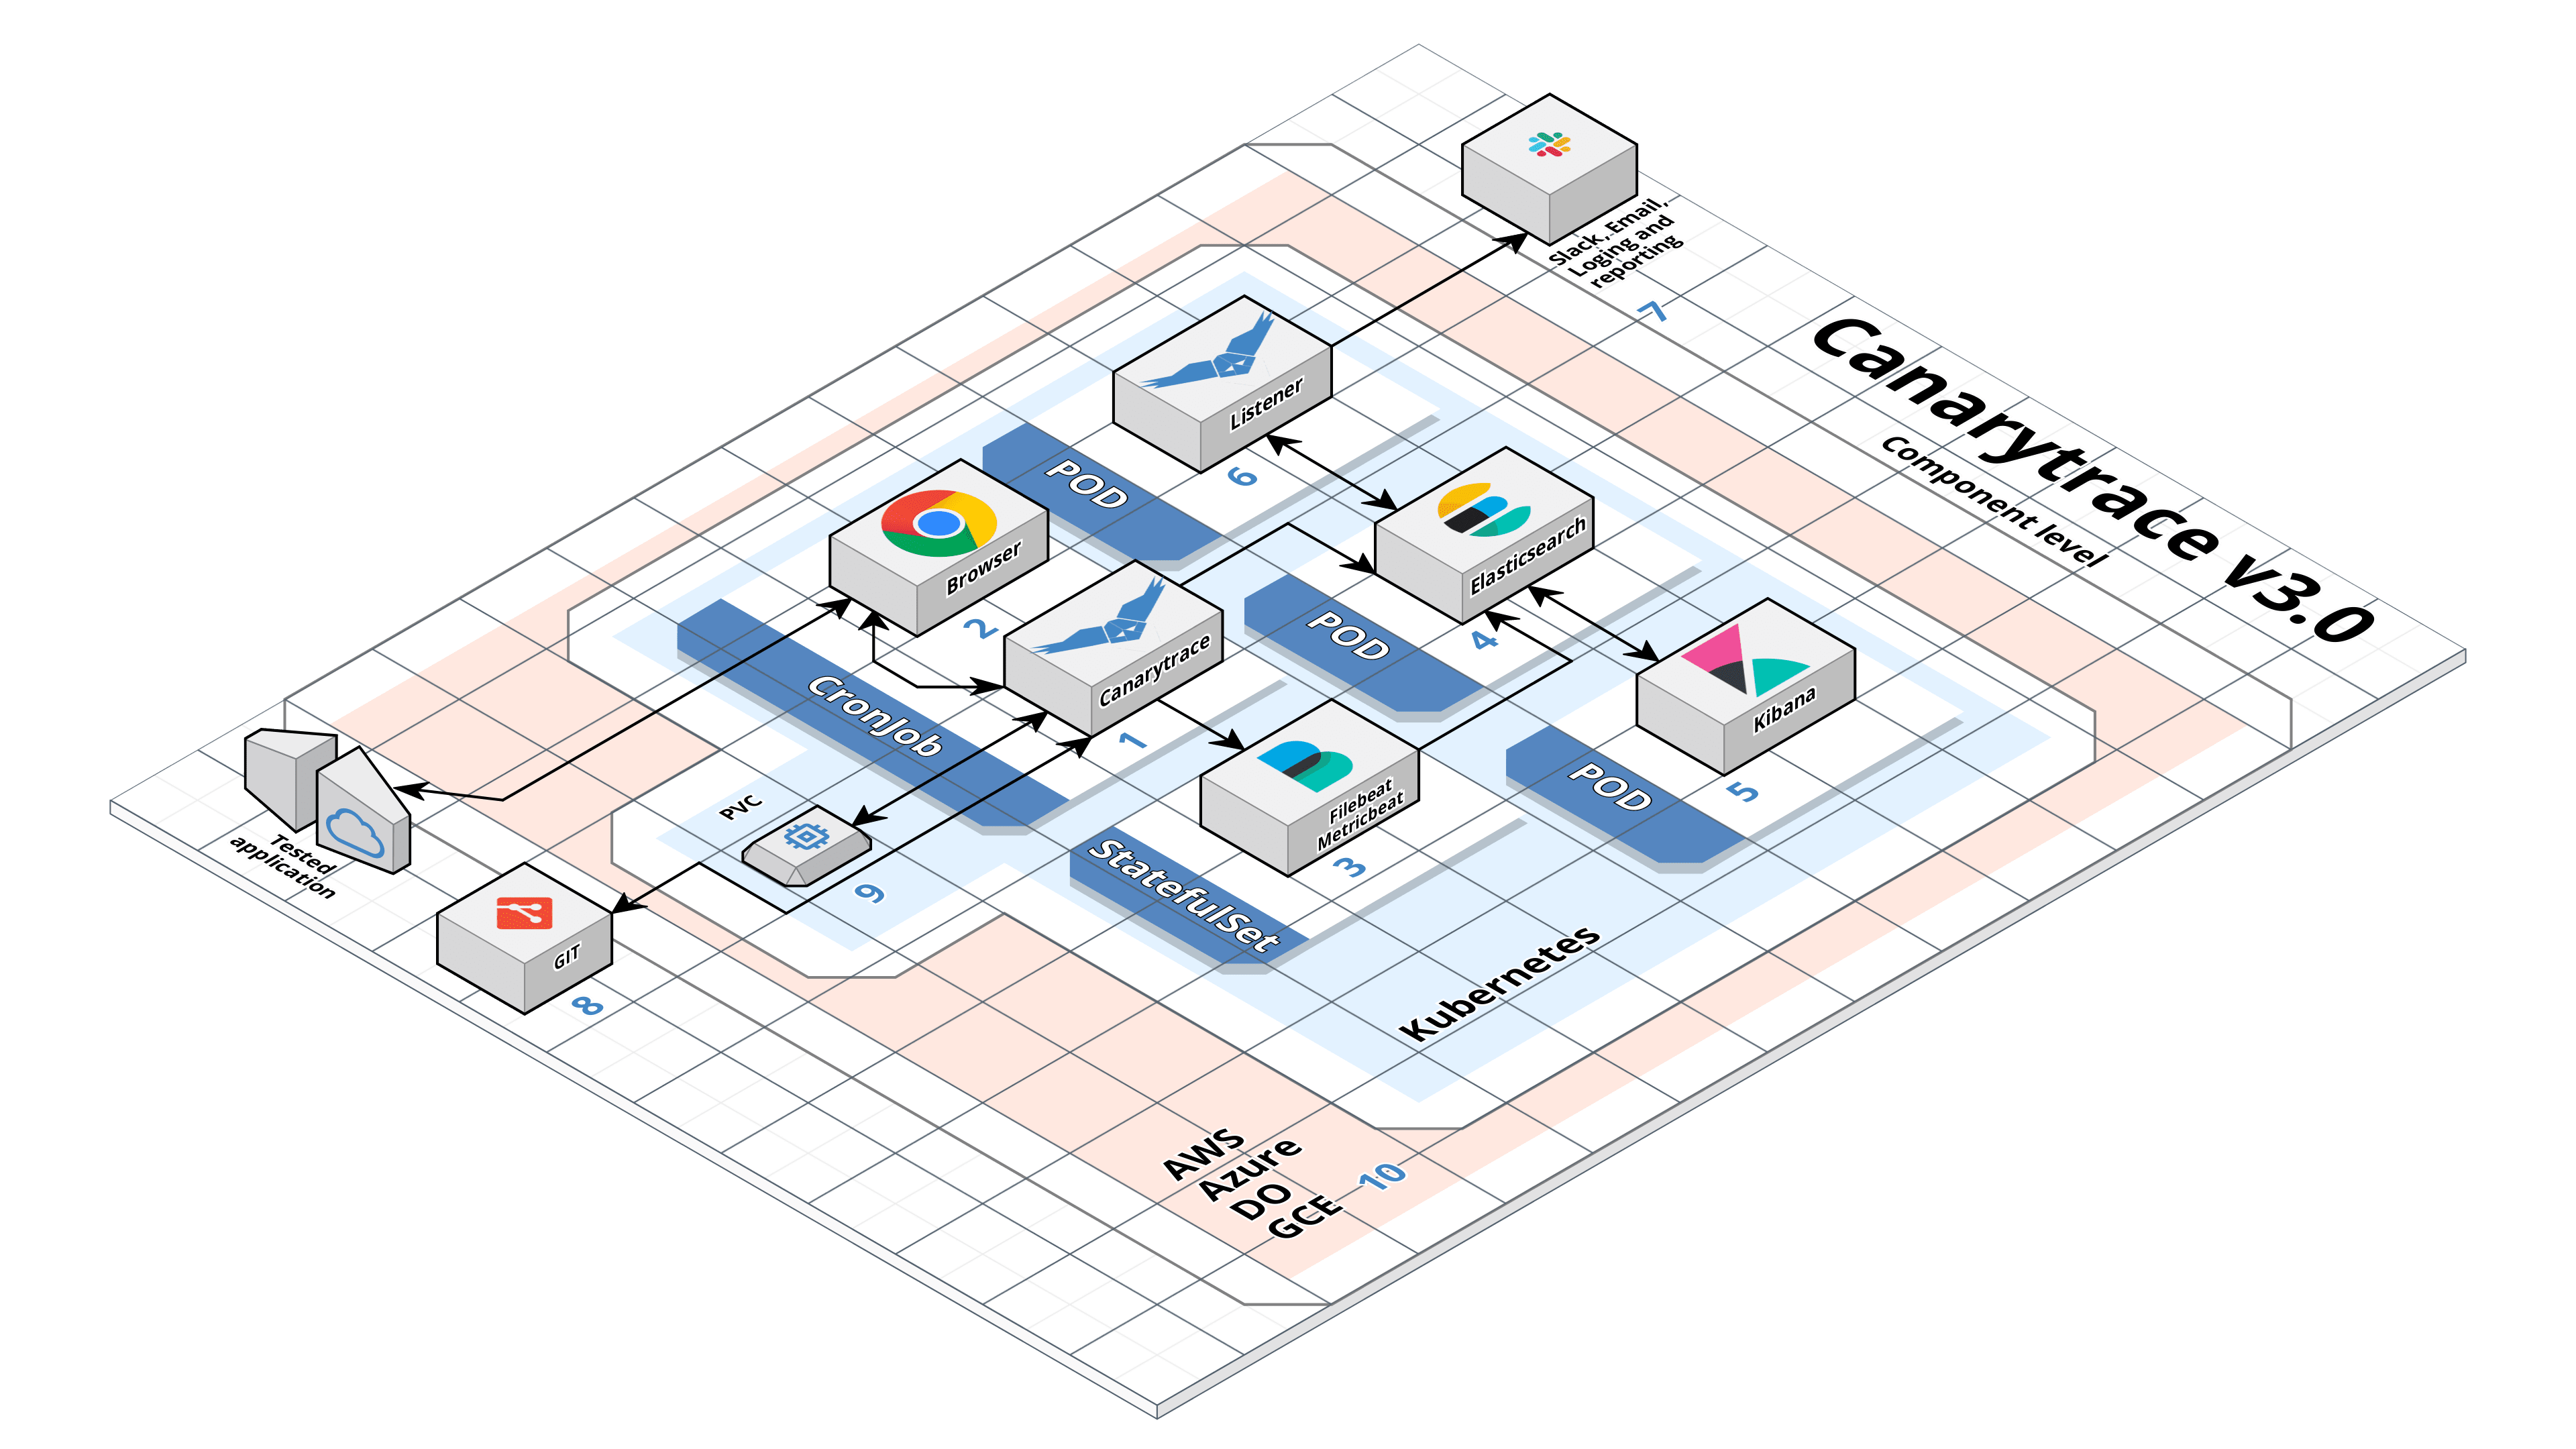 Canarytrace v3.0
Component level
Slack, Email,
Loging and
reporting
7
Listener
6
POD
Browser
2
Elasticsearch
4
POD
Canarytrace
1
CronJob
Kibana
5
POD
Filebeat
Metricbeat
3
StatefulSet
PVC
9
Tested
application
GIT
8
Kubernetes
AWS
Azure
DO
GCE
10